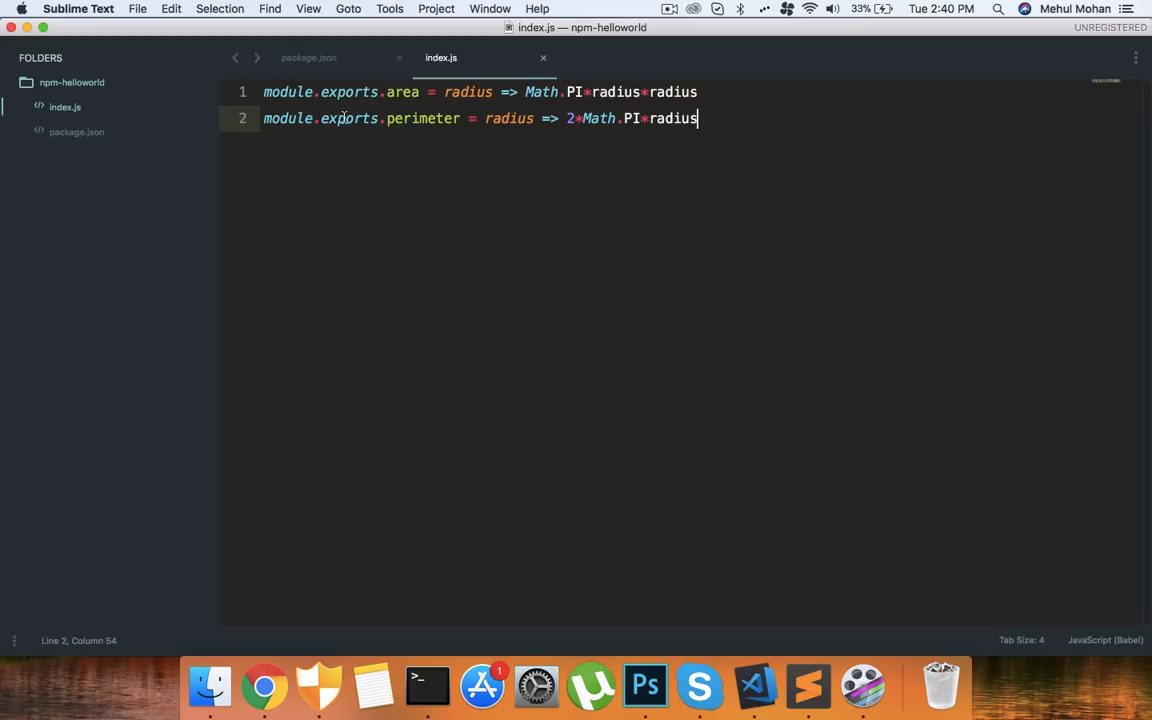 Sublime Text File Edit Selection Find View Goto Tools Project Window Help 33% Tue 2:40 PM Mehul Mohan
index.js — npm-helloworld UNREGISTERED
FOLDERS
npm-helloworld
index.js
package.json
package.json index.js
1 module.exports.area = radius => Math.PI*radius*radius
2 module.exports.perimeter = radius => 2*Math.PI*radius
Line 2, Column 54 Tab Size: 4 JavaScript (Babel)
>_ 1 Ps